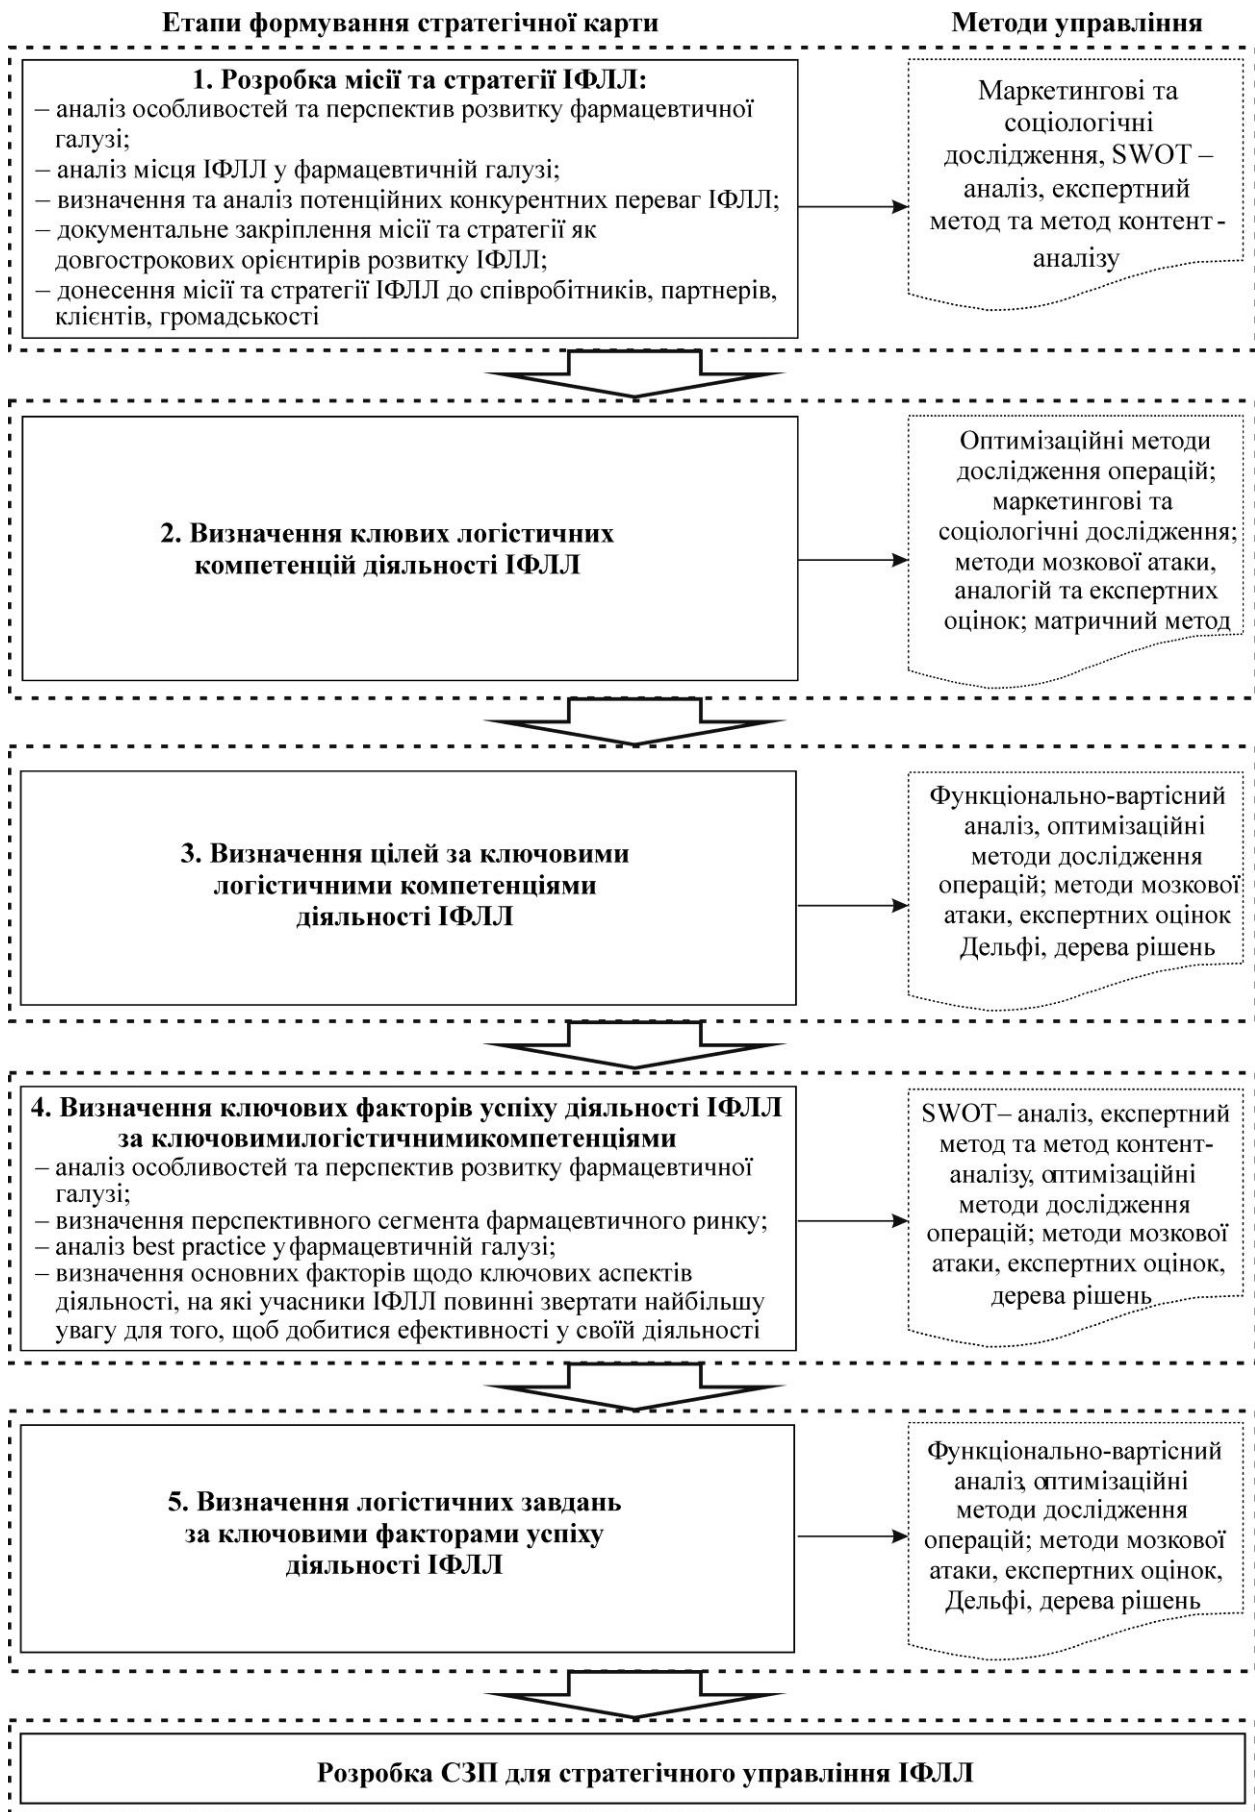 Етапи формування стратегічної карти
Методи управління
1. Розробка місії та стратегії ІФЛЛ:
– аналіз особливостей та перспектив розвитку фармацевтичної
галузі;
– аналіз місця ІФЛЛ у фармацевтичній галузі;
– визначення та аналіз потенційних конкурентних переваг ІФЛЛ;
– документальне закріплення місії та стратегії як
довгострокових орієнтирів розвитку ІФЛЛ;
– донесення місії та стратегії ІФЛЛ до співробітників, партнерів,
клієнтів, громадськості
Маркетингові та
соціологічні
дослідження, SWOT –
аналіз, експертний
метод та метод контент-
аналізу
2. Визначення клювих логістичних
компетенцій діяльності ІФЛЛ
Оптимізаційні методи
дослідження операцій;
маркетингові та
соціологічні дослідження;
методи мозкової атаки,
аналогій та експертних
оцінок; матричний метод
3. Визначення цілей за ключовими
логістичними компетенціями
діяльності ІФЛЛ
Функціонально-вартісний
аналіз, оптимізаційні
методи дослідження
операцій; методи мозкової
атаки, експертних оцінок
Дельфі, дерева рішень
4. Визначення ключових факторів успіху діяльності ІФЛЛ
за ключовимилогістичнимикомпетенціями
– аналіз особливостей та перспектив розвитку фармацевтичної
галузі;
– визначення перспективного сегмента фармацевтичного ринку;
– аналіз best practice у фармацевтичній галузі;
– визначення основних факторів щодо ключових аспектів
діяльності, на які учасники ІФЛЛ повинні звертати найбільшу
увагу для того, щоб добитися ефективності у своїй діяльності
SWOT– аналіз, експертний
метод та метод контент-
аналізу, оптимізаційні
методи дослідження
операцій; методи мозкової
атаки, експертних оцінок,
дерева рішень
5. Визначення логістичних завдань
за ключовими факторами успіху
діяльності ІФЛЛ
Функціонально-вартісний
аналіз, оптимізаційні
методи дослідження
операцій; методи мозкової
атаки, експертних оцінок,
Дельфі, дерева рішень
Розробка СЗП для стратегічного управління ІФЛЛ